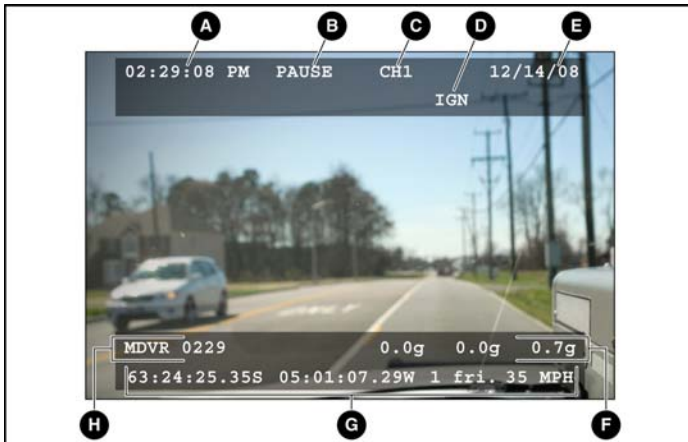 A B C D E
02:29:08 PM PAUSE CH1 12/14/08
IGN
MDVR 0229 0.0g 0.0g 0.7g
63:24:25.35S 05:01:07.29W 1 fri. 35 MPH
H G F